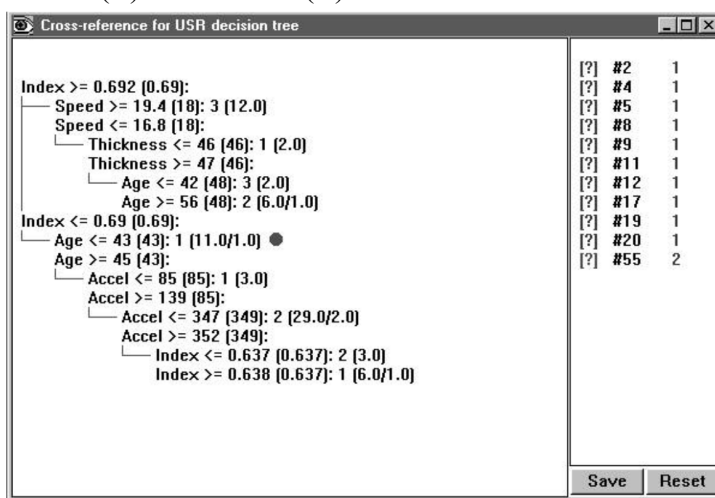 Cross-reference for USR decision tree
Index >= 0.692 (0.69):
Speed >= 19.4 (18): 3 (12.0)
Speed <= 16.8 (18):
Thickness <= 46 (46): 1 (2.0)
Thickness >= 47 (46):
Age <= 42 (48): 3 (2.0)
Age >= 56 (48): 2 (6.0/1.0)
Index <= 0.69 (0.69):
Age <= 43 (43): 1 (11.0/1.0)
Age >= 45 (43):
Accel <= 85 (85): 1 (3.0)
Accel >= 139 (85):
Accel <= 347 (349): 2 (29.0/2.0)
Accel >= 352 (349):
Index <= 0.637 (0.637): 2 (3.0)
Index >= 0.638 (0.637): 1 (6.0/1.0)
[?] #2 1
[?] #4 1
[?] #5 1
[?] #8 1
[?] #9 1
[?] #11 1
[?] #12 1
[?] #17 1
[?] #19 1
[?] #20 1
[?] #55 2
Save Reset